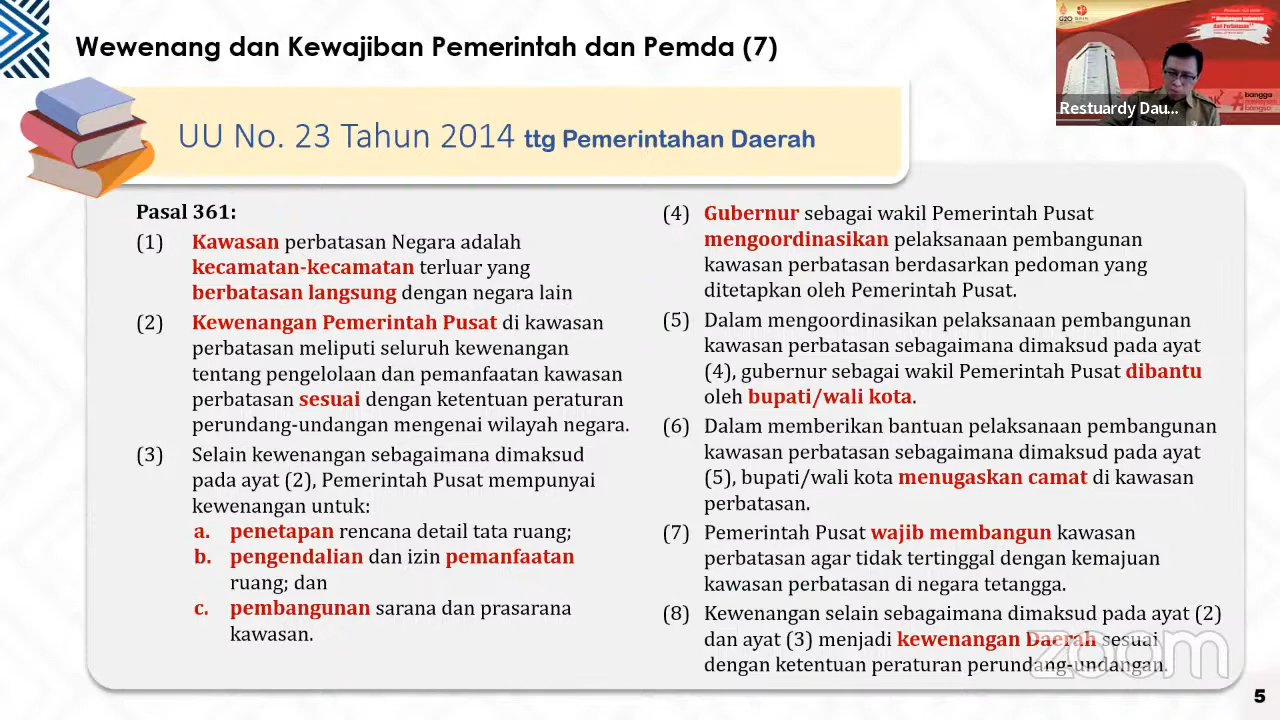 Wewenang dan Kewajiban Pemerintah dan Pemda (7)
UU No. 23 Tahun 2014 ttg Pemerintahan Daerah
Pasal 361:
(1) Kawasan perbatasan Negara adalah
kecamatan-kecamatan terluar yang
berbatasan langsung dengan negara lain
(2) Kewenangan Pemerintah Pusat di kawasan
perbatasan meliputi seluruh kewenangan
tentang pengelolaan dan pemanfaatan kawasan
perbatasan sesuai dengan ketentuan peraturan
perundang-undangan mengenai wilayah negara.
(3) Selain kewenangan sebagaimana dimaksud
pada ayat (2), Pemerintah Pusat mempunyai
kewenangan untuk:
a. penetapan rencana detail tata ruang;
b. pengendalian dan izin pemanfaatan
ruang; dan
c. pembangunan sarana dan prasarana
kawasan.
(4) Gubernur sebagai wakil Pemerintah Pusat
mengoordinasikan pelaksanaan pembangunan
kawasan perbatasan berdasarkan pedoman yang
ditetapkan oleh Pemerintah Pusat.
(5) Dalam mengoordinasikan pelaksanaan pembangunan
kawasan perbatasan sebagaimana dimaksud pada ayat
(4), gubernur sebagai wakil Pemerintah Pusat dibantu
oleh bupati/wali kota.
(6) Dalam memberikan bantuan pelaksanaan pembangunan
kawasan perbatasan sebagaimana dimaksud pada ayat
(5), bupati/wali kota menugaskan camat di kawasan
perbatasan.
(7) Pemerintah Pusat wajib membangun kawasan
perbatasan agar tidak tertinggal dengan kemajuan
kawasan perbatasan di negara tetangga.
(8) Kewenangan selain sebagaimana dimaksud pada ayat (2)
dan ayat (3) menjadi kewenangan Daerah sesuai
dengan ketentuan peraturan perundang-undangan.
zoom
5
G20
Restuardy Dau...
bangga